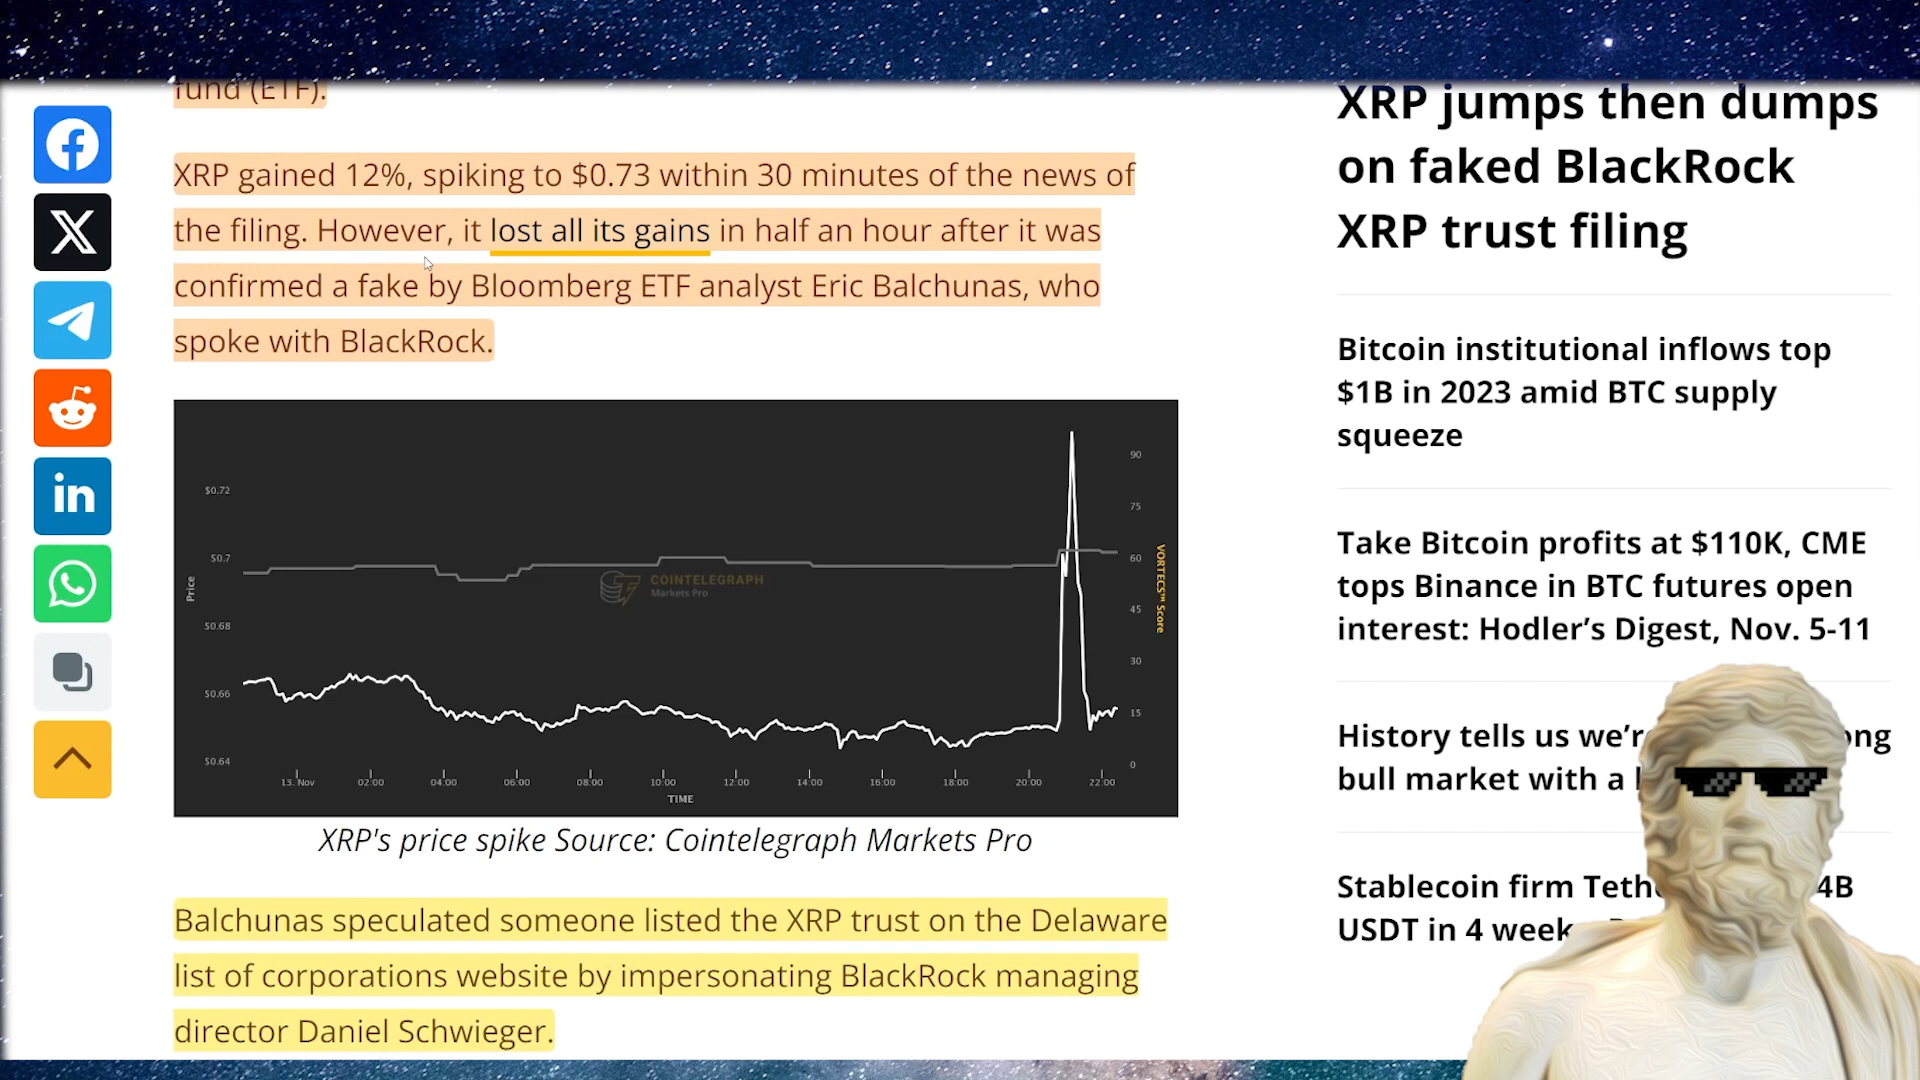 fund (ETF).
XRP gained 12%, spiking to $0.73 within 30 minutes of the news of
the filing. However, it lost all its gains in half an hour after it was
confirmed a fake by Bloomberg ETF analyst Eric Balchunas, who
spoke with BlackRock.
$0.72
$0.7
$0.68
$0.66
$0.64
Price
90
75
60
45
30
15
0
VORTECS™ Score
COINTELEGRAPH
Markets Pro
13. Nov 02:00 04:00 06:00 08:00 10:00 12:00 14:00 16:00 18:00 20:00 22:00
TIME
XRP's price spike Source: Cointelegraph Markets Pro
Balchunas speculated someone listed the XRP trust on the Delaware
list of corporations website by impersonating BlackRock managing
director Daniel Schwieger.
XRP jumps then dumps
on faked BlackRock
XRP trust filing
Bitcoin institutional inflows top
$1B in 2023 amid BTC supply
squeeze
Take Bitcoin profits at $110K, CME
tops Binance in BTC futures open
interest: Hodler’s Digest, Nov. 5-11
History tells us
bull market with a
Stablecoin firm 4B
USDT in 4